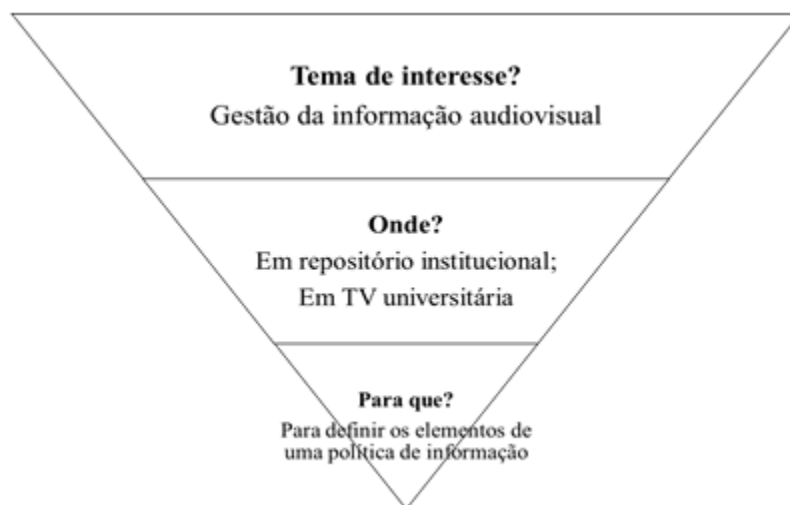 Tema de interesse?
Gestão da informação audiovisual
Onde?
Em repositório institucional;
Em TV universitária
Para que?
Para definir os elementos de
uma política de informação